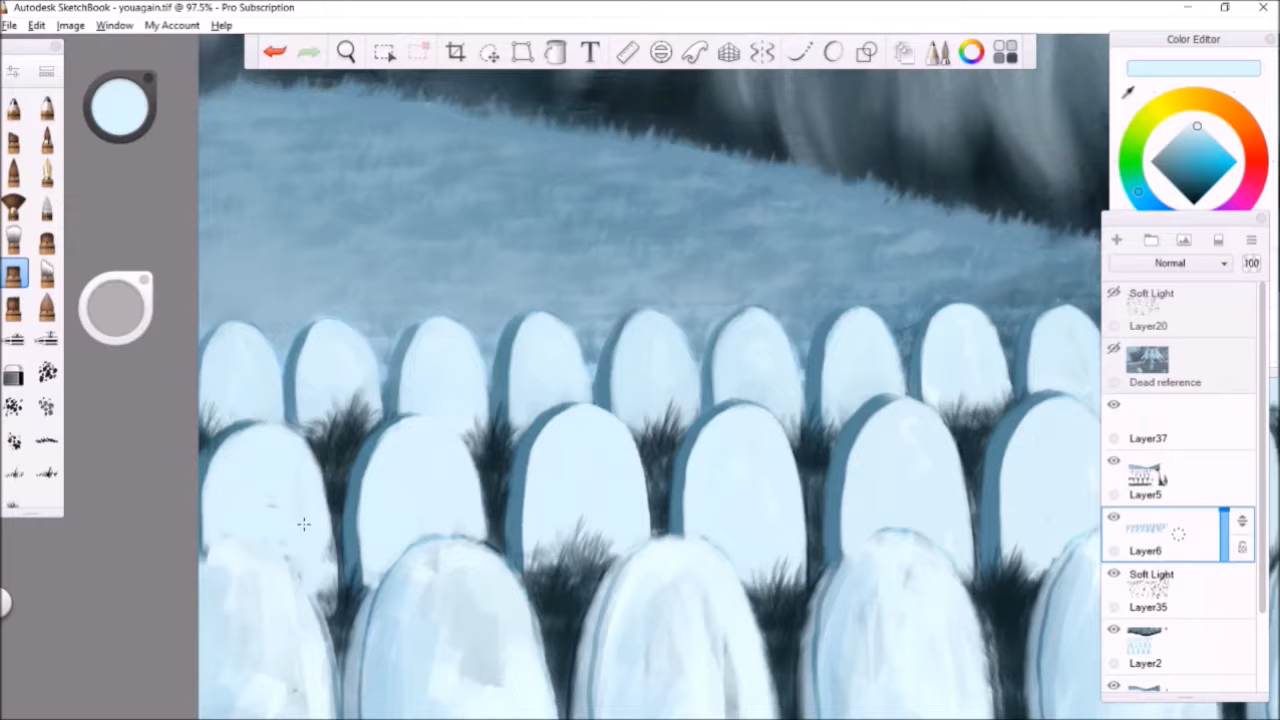 Autodesk SketchBook - youagain.tif @ 97.5% - Pro Subscription
File Edit Image Window My Account Help
T
Color Editor
Normal 100
Soft Light
Layer20
Dead reference
Layer37
Layer5
Layer6
Soft Light
Layer35
Layer2